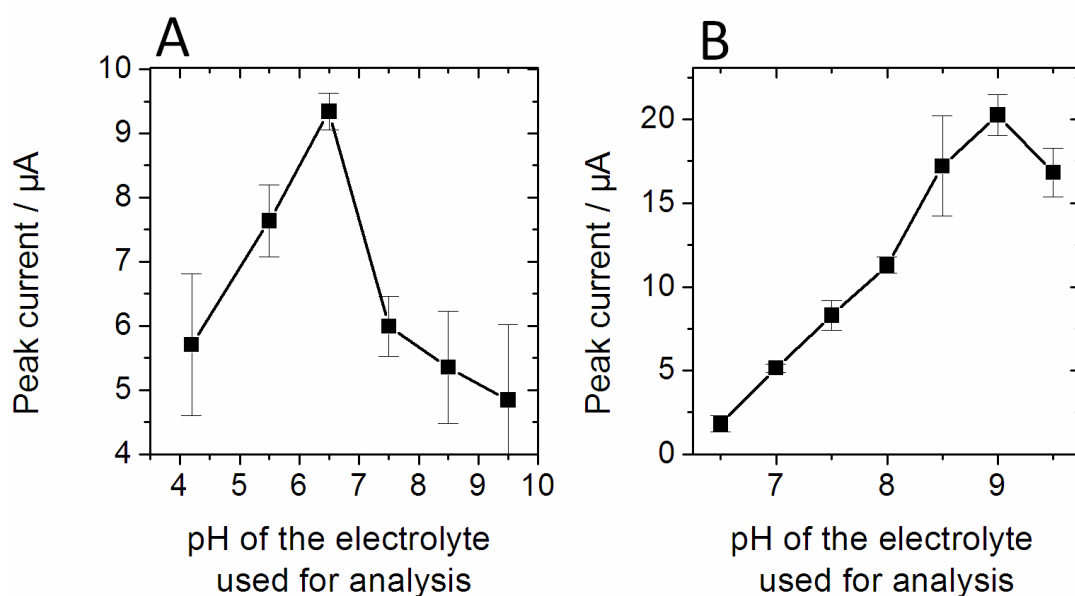 A
10
9
8
7
6
5
4
Peak current / µA
4 5 6 7 8 9 10
pH of the electrolyte
used for analysis
B
20
15
10
5
0
Peak current / µA
7 8 9
pH of the electrolyte
used for analysis